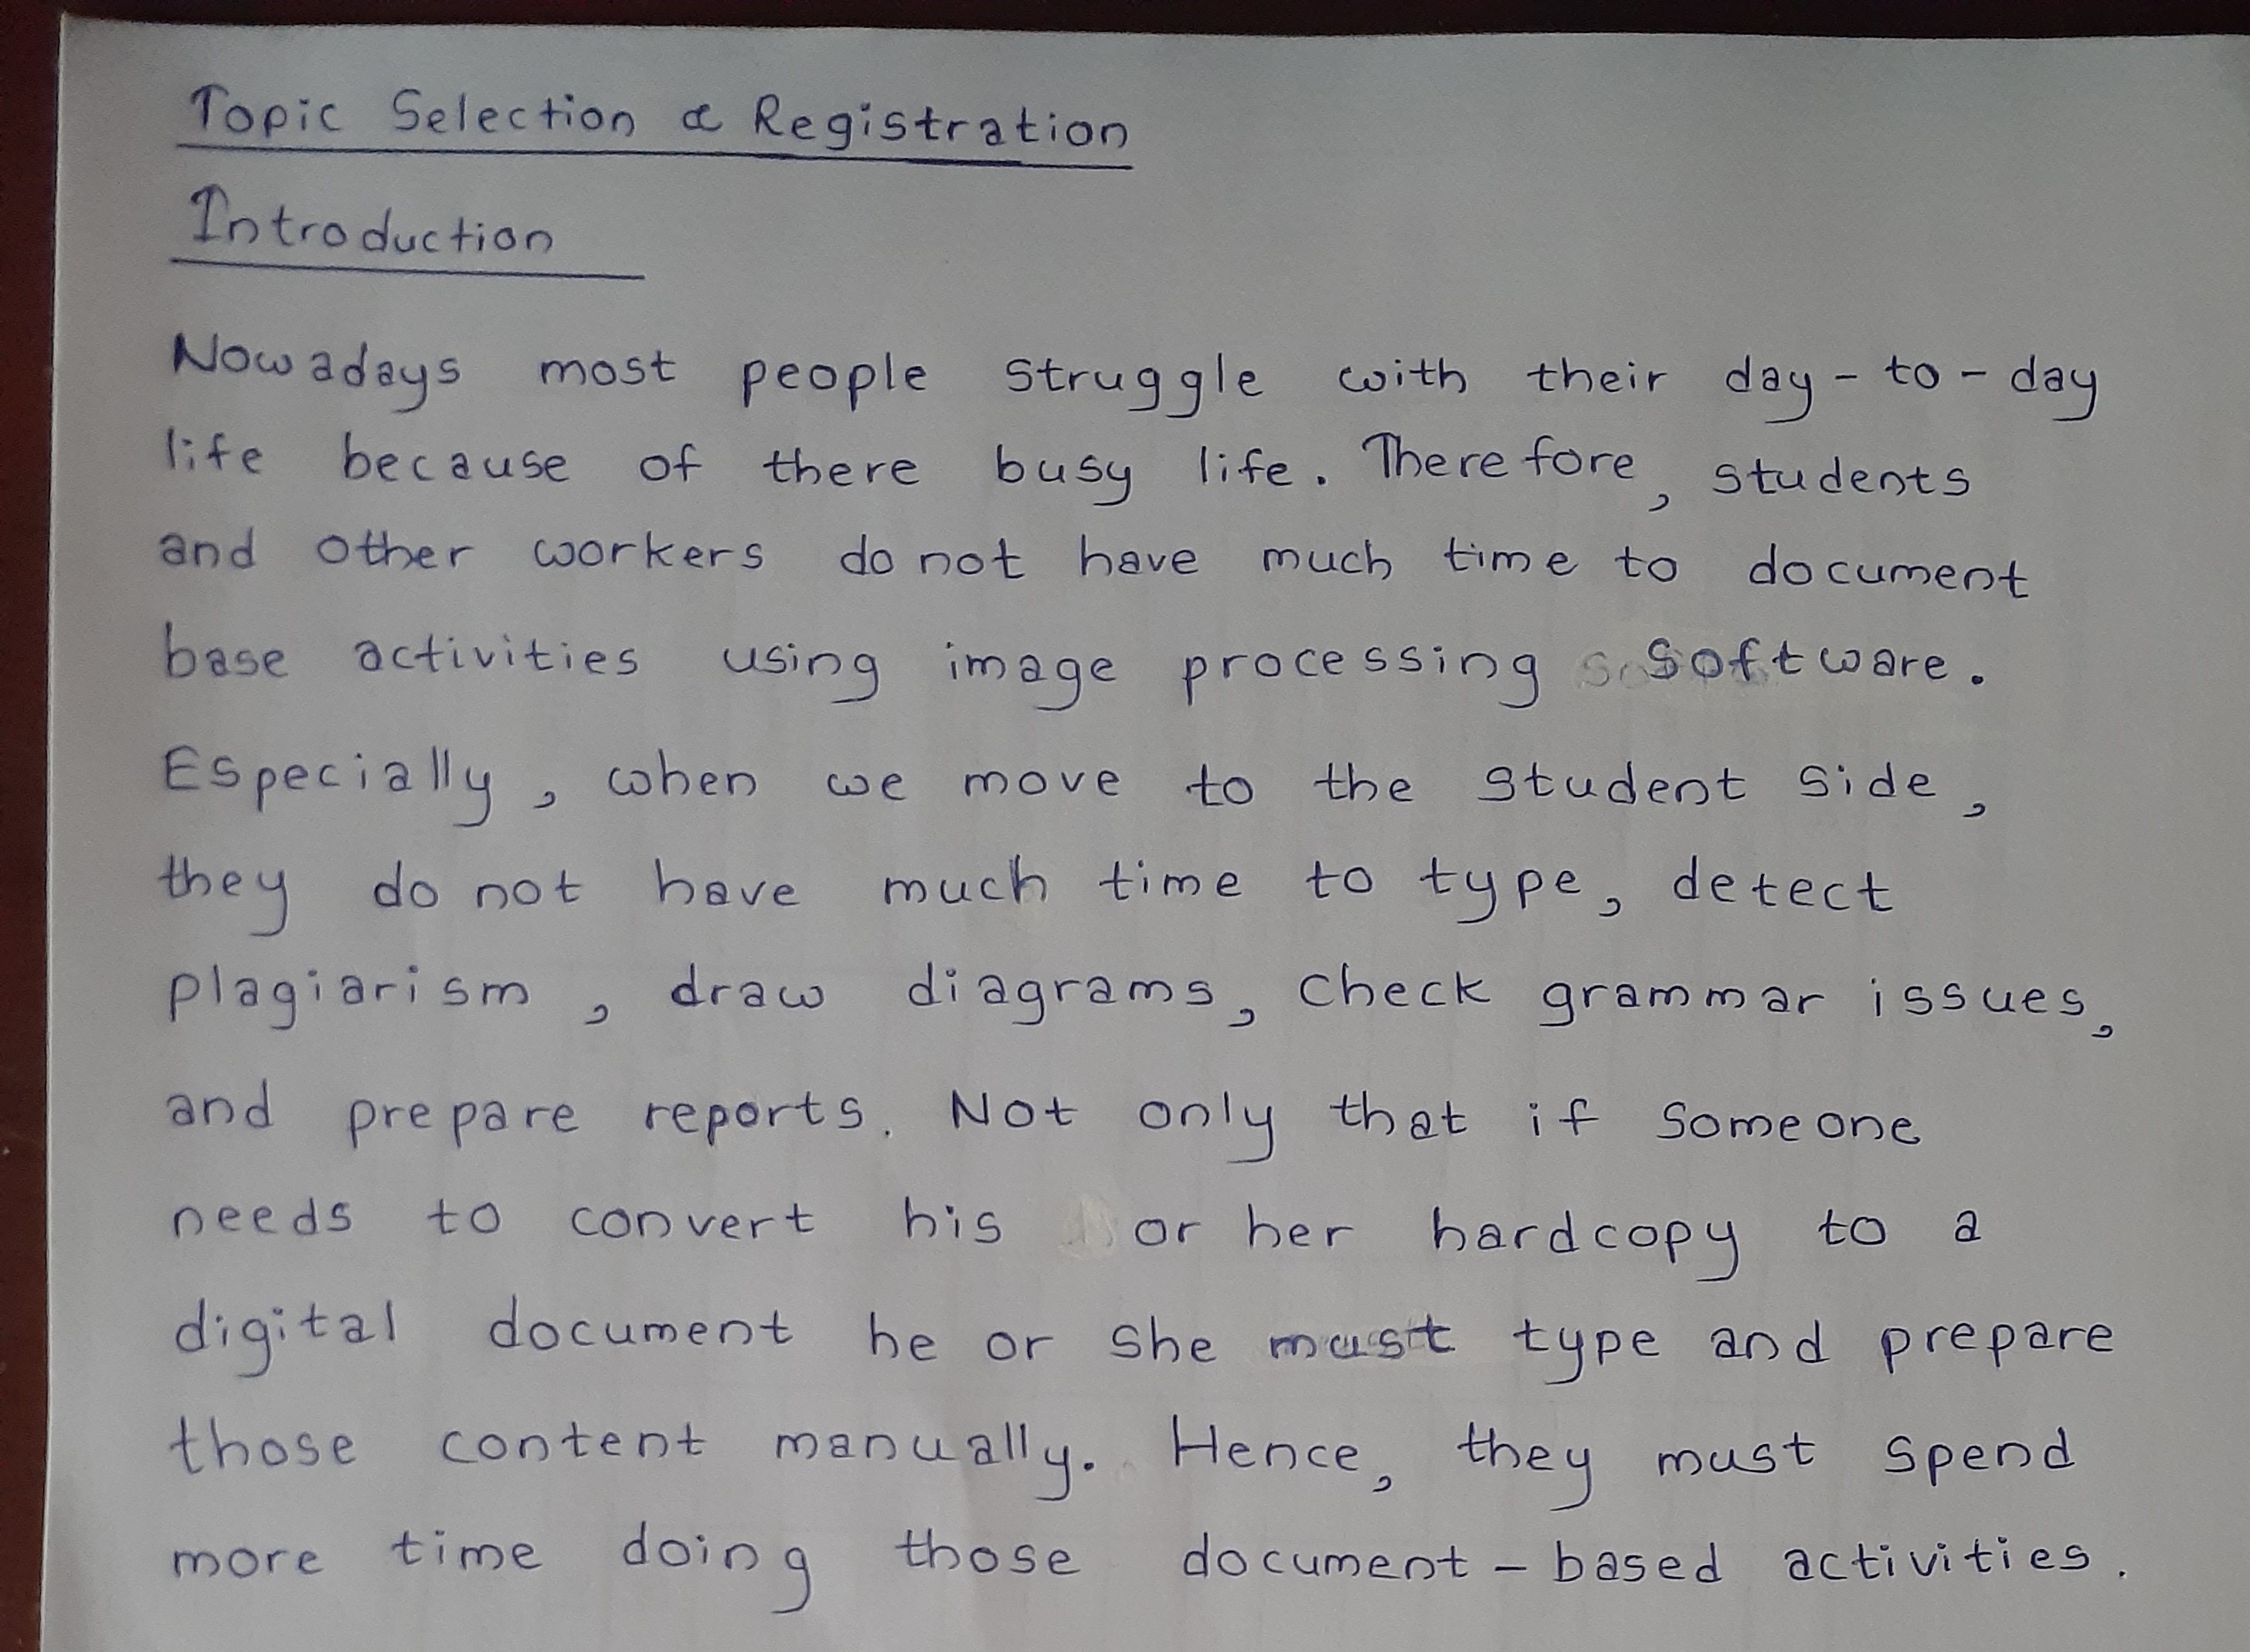 Topic Selection & Registration
Introduction
Nowadays most people struggle with their day-to-day
life because of there busy life. Therefore, students
and other workers do not have much time to document
base activities using image processing software.
Especially, when we move to the student side,
they do not have much time to type, detect
plagiarism, draw diagrams, check grammar issues,
and prepare reports. Not only that if someone
needs to convert his or her hardcopy to a
digital document he or she must type and prepare
those content manually. Hence, they must spend
more time doing those document-based activities.